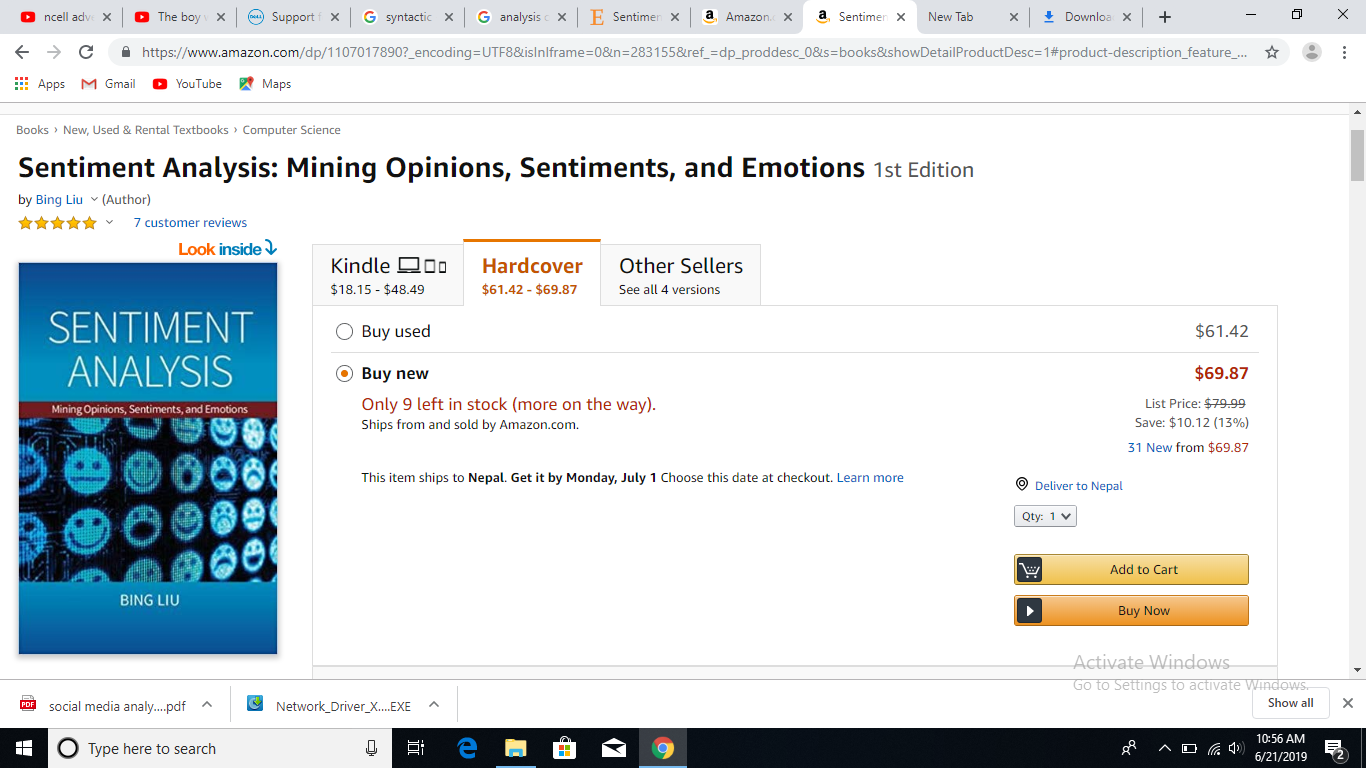 ncell adve
The boy w
Support f
syntactic
analysis o
Sentimen
Amazon.c
Sentimen
New Tab
Downloa
https://www.amazon.com/dp/1107017890?_encoding=UTF8&isInIframe=0&n=283155&ref_=dp_proddesc_0&s=books&showDetailProductDesc=1#product-description_feature_...
Apps
Gmail
YouTube
Maps
Books › New, Used & Rental Textbooks › Computer Science
Sentiment Analysis: Mining Opinions, Sentiments, and Emotions 1st Edition
by Bing Liu (Author)
7 customer reviews
Look inside
SENTIMENT
ANALYSIS
Mining Opinions, Sentiments, and Emotions
BING LIU
Kindle
$18.15 - $48.49
Hardcover
$61.42 - $69.87
Other Sellers
See all 4 versions
Buy used $61.42
Buy new $69.87
Only 9 left in stock (more on the way).
Ships from and sold by Amazon.com.
List Price: $79.99
Save: $10.12 (13%)
31 New from $69.87
This item ships to Nepal. Get it by Monday, July 1 Choose this date at checkout. Learn more
Deliver to Nepal
Qty: 1
Add to Cart
Buy Now
Activate Windows
Go to Settings to activate Windows.
PDF
social media analy....pdf
Network_Driver_X....EXE
Show all
Type here to search
10:56 AM
6/21/2019
2